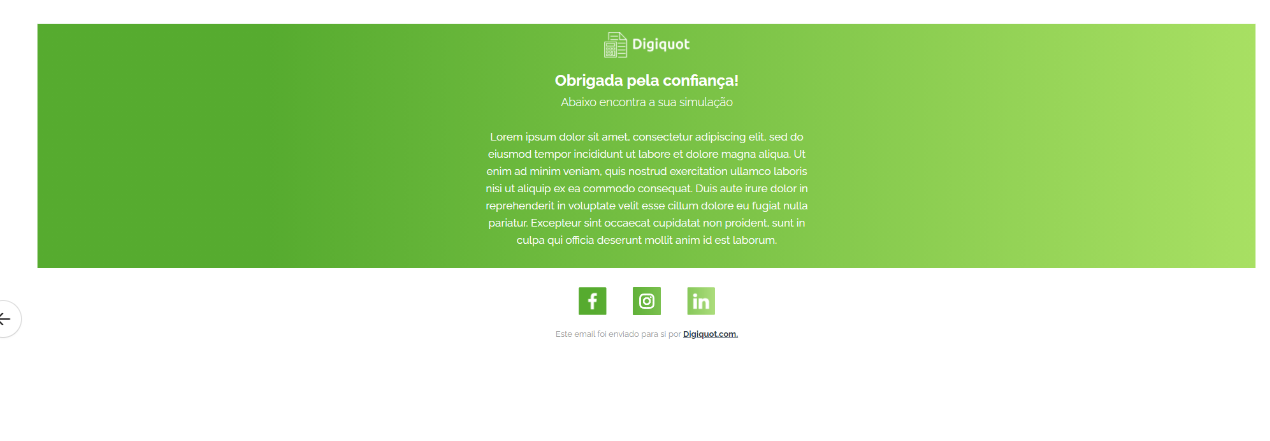 Digiquot
Obrigada pela confiança!
Abaixo encontra a sua simulação
Lorem ipsum dolor sit amet, consectetur adipiscing elit, sed do
eiusmod tempor incididunt ut labore et dolore magna aliqua. Ut
enim ad minim veniam, quis nostrud exercitation ullamco laboris
nisi ut aliquip ex ea commodo consequat. Duis aute irure dolor in
reprehenderit in voluptate velit esse cillum dolore eu fugiat nulla
pariatur. Excepteur sint occaecat cupidatat non proident, sunt in
culpa qui officia deserunt mollit anim id est laborum.
Este email foi enviado para si por Digiquot.com.